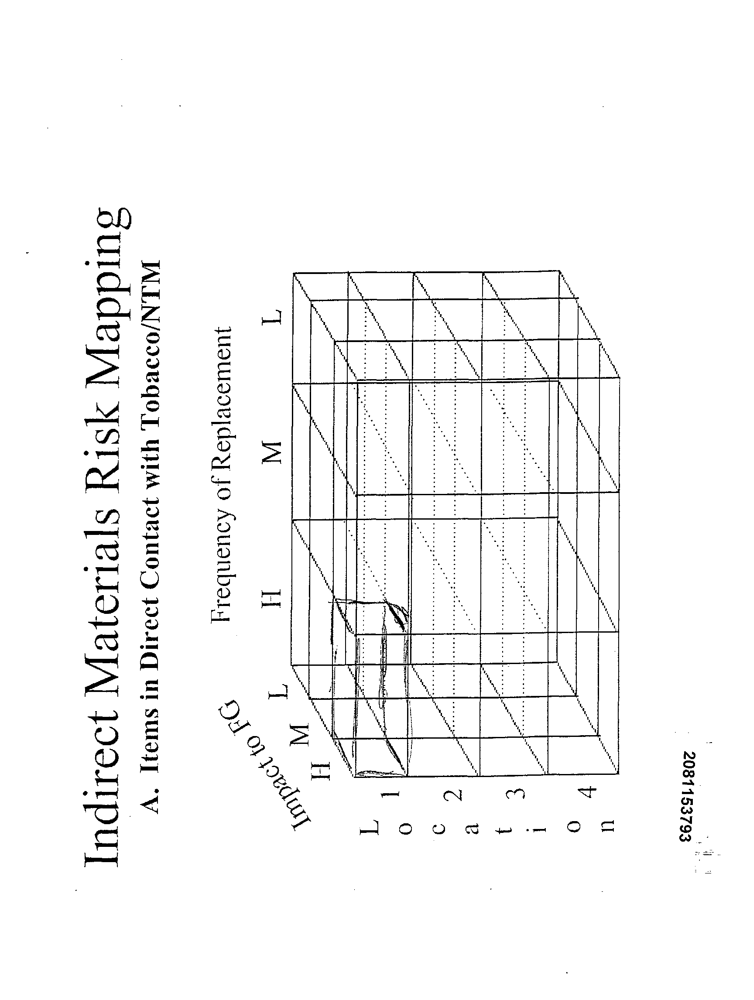 Indirect Materials Risk Mapping
A. Items in Direct Contact with Tobacco/NTM
Frequency of Replacement
H M L
Impact to FG
H M L
Location
1
2
3
4
2081153793